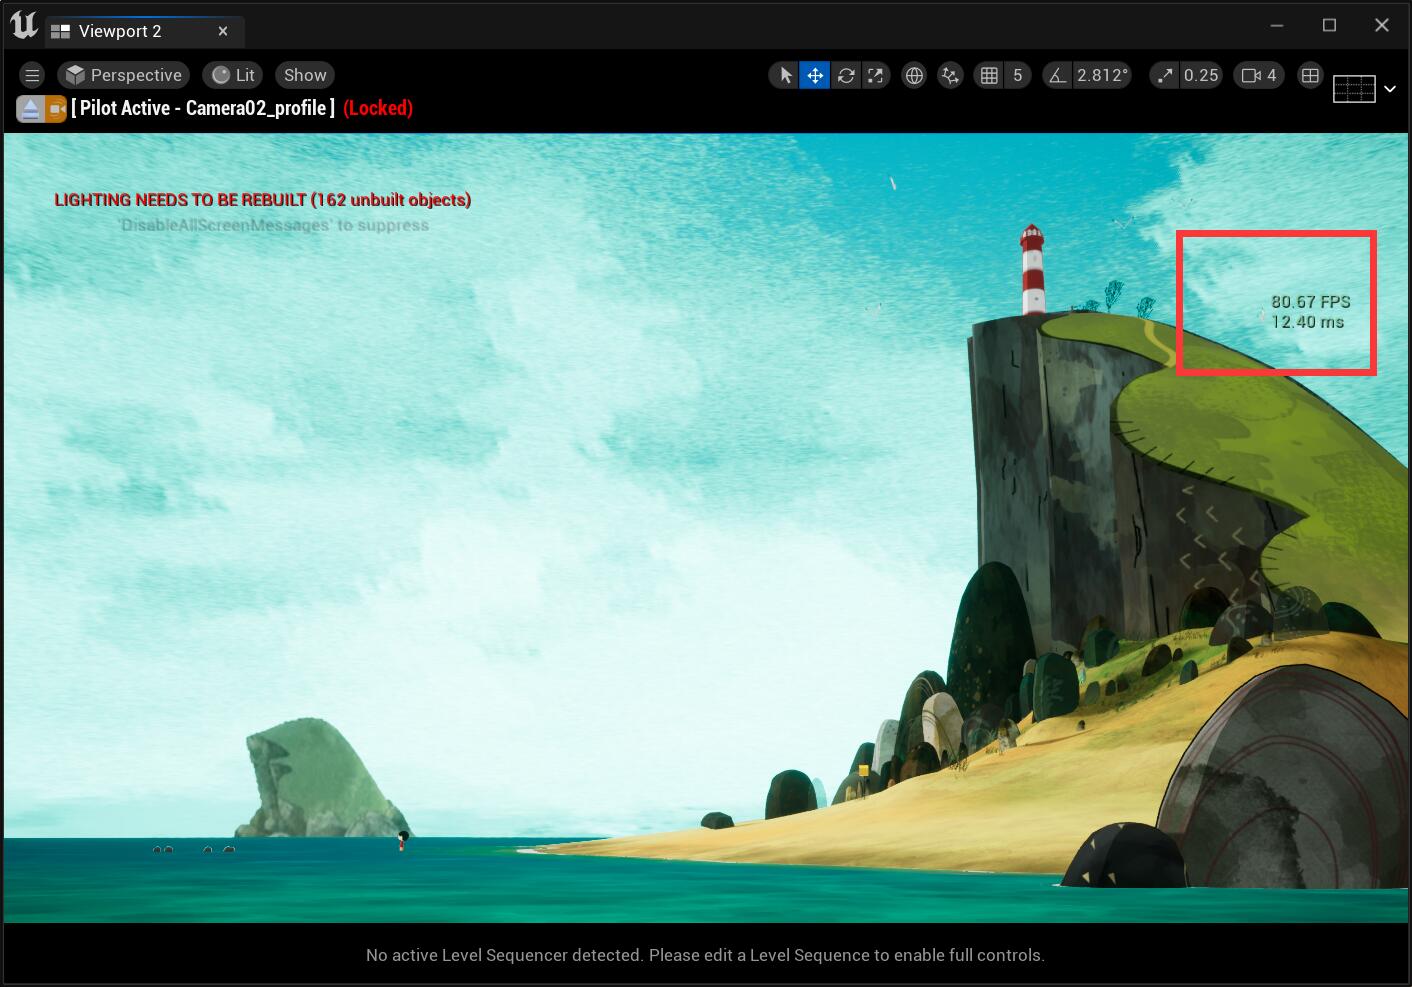 Viewport 2
Perspective Lit Show 5 2.812° 0.25 4
[ Pilot Active - Camera02_profile ] (Locked)
LIGHTING NEEDS TO BE REBUILT (162 unbuilt objects)
'DisableAllScreenMessages' to suppress
80.67 FPS
12.40 ms
No active Level Sequencer detected. Please edit a Level Sequence to enable full controls.